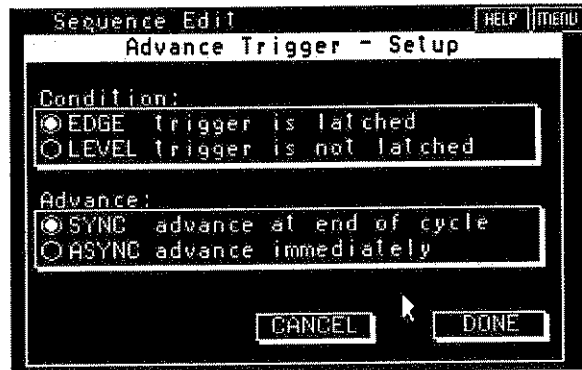 Sequence Edit HELP MENU
Advance Trigger - Setup
Condition:
EDGE trigger is latched
LEVEL trigger is not latched
Advance:
SYNC advance at end of cycle
ASYNC advance immediately
CANCEL DONE